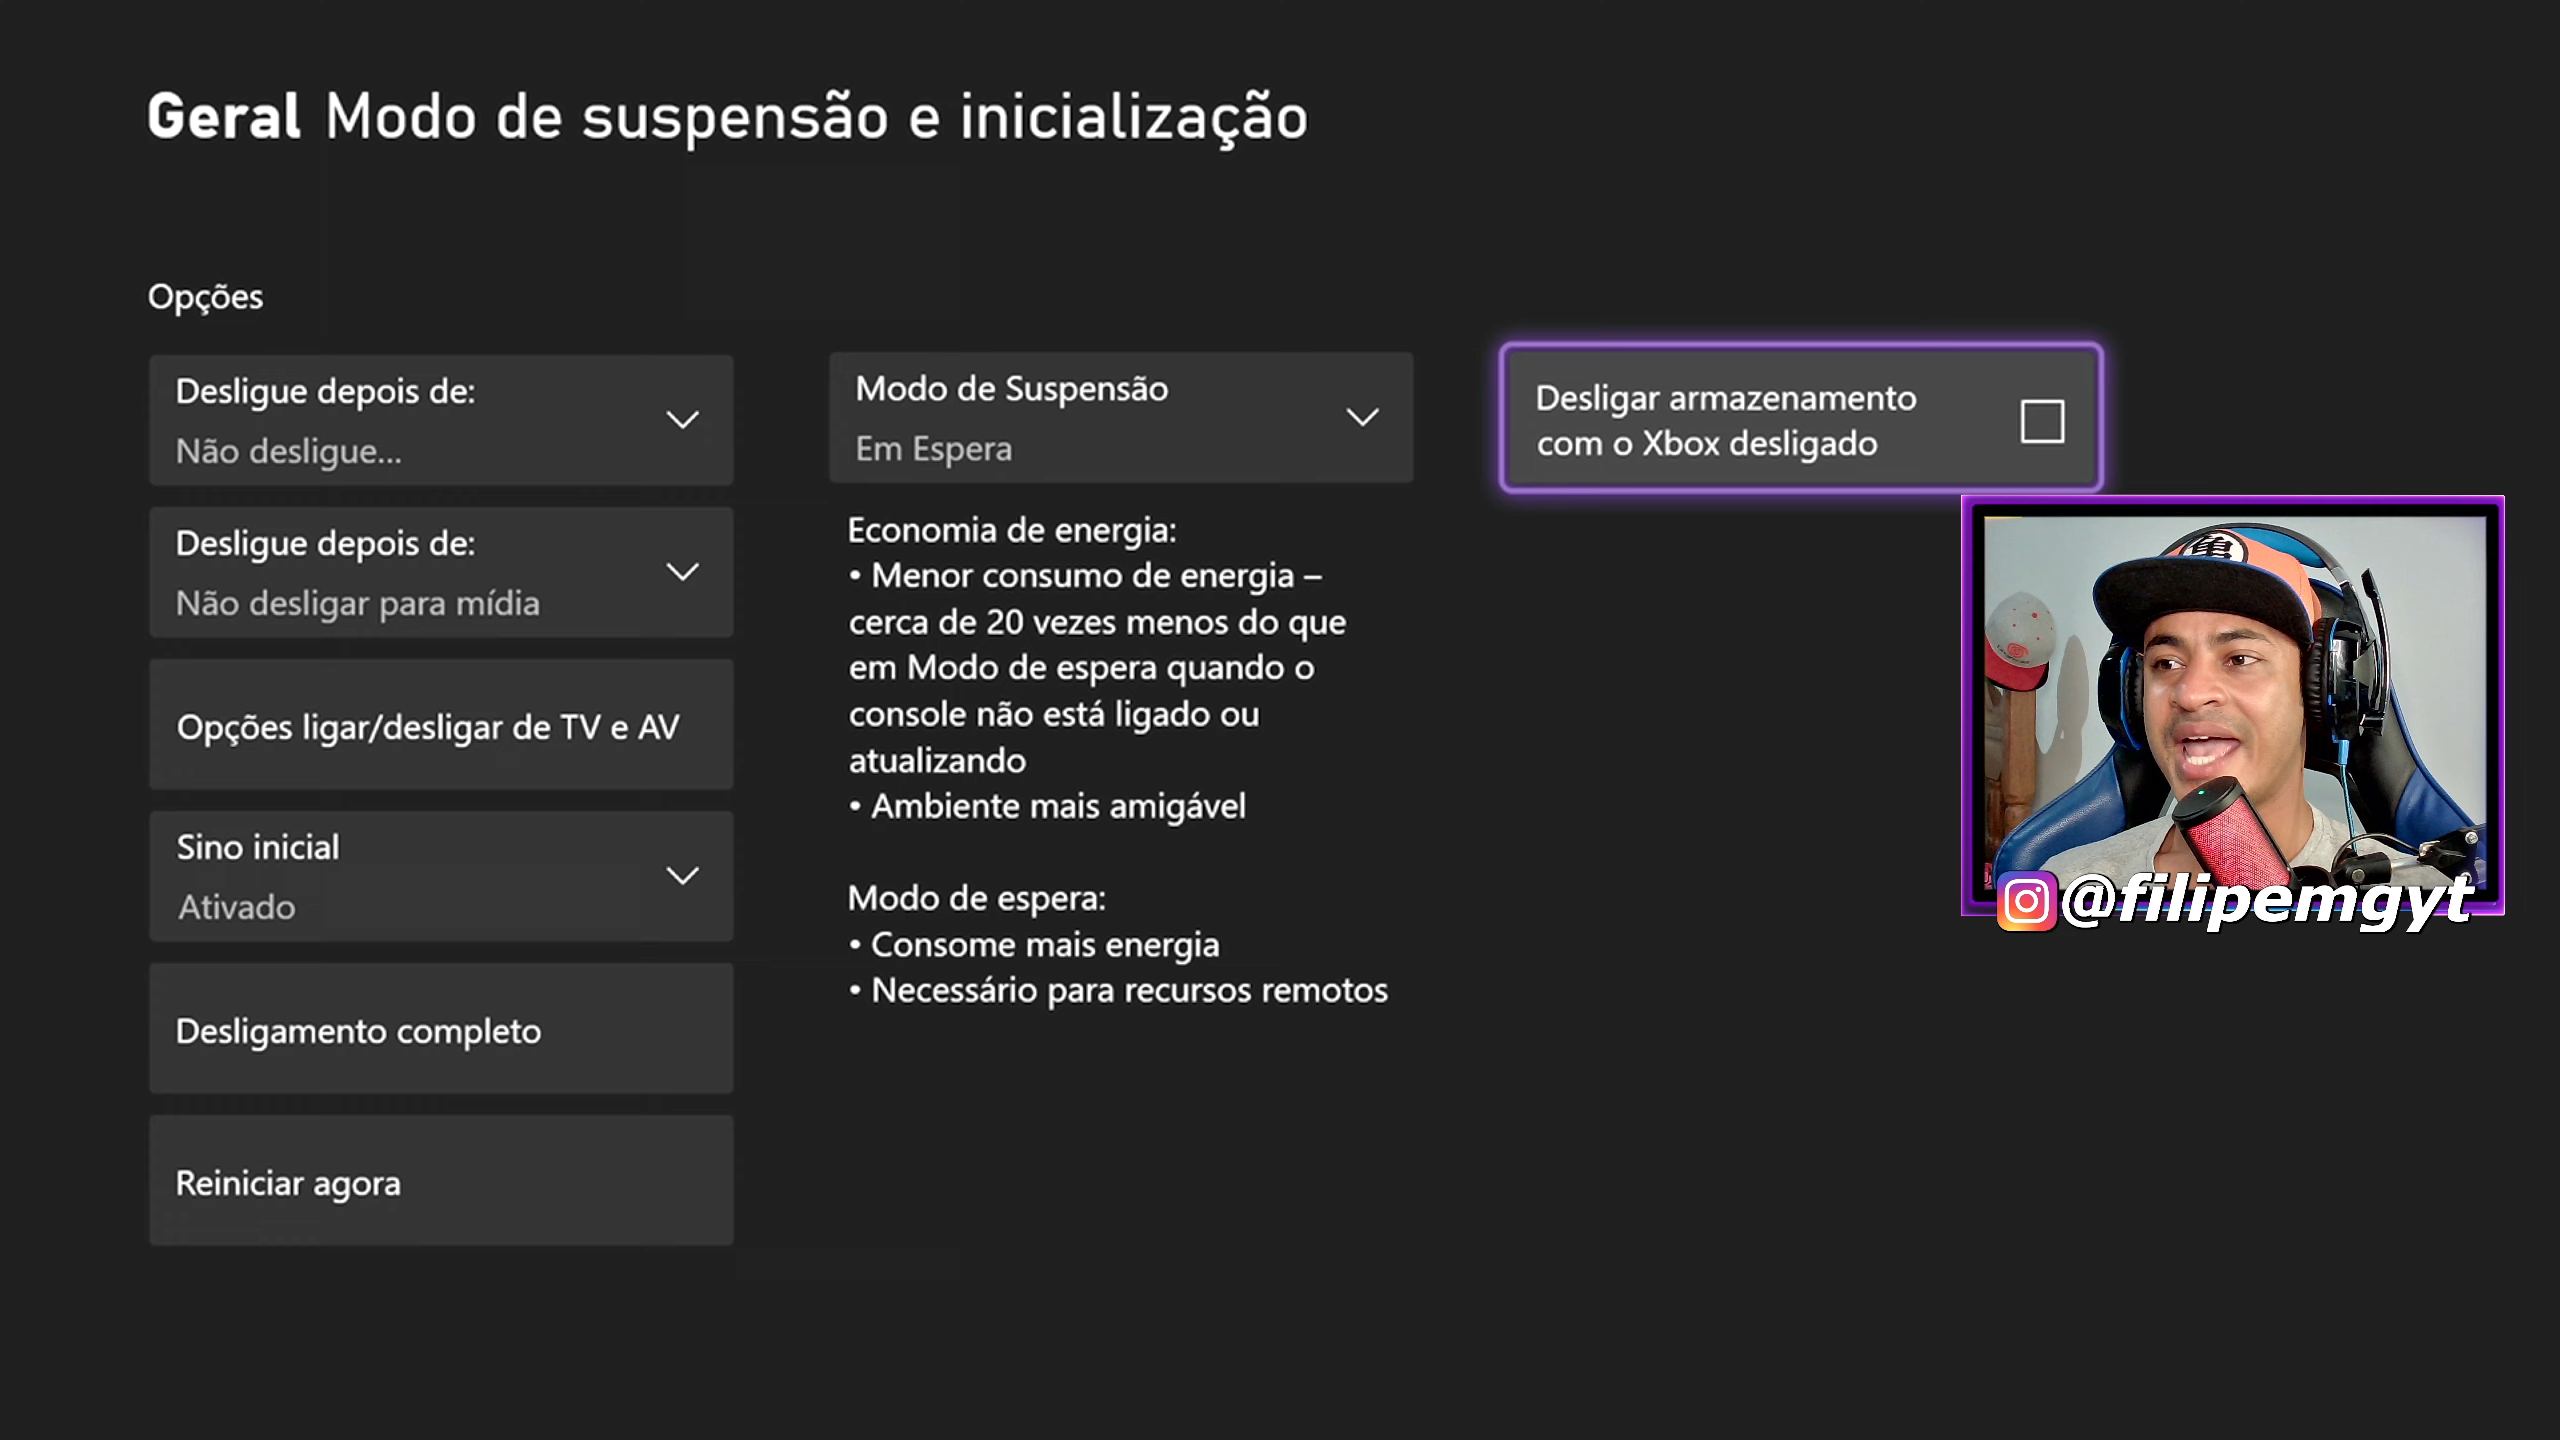 Geral Modo de suspensão e inicialização
Opções
Desligue depois de:
Não desligue...
Desligue depois de:
Não desligar para mídia
Opções ligar/desligar de TV e AV
Sino inicial
Ativado
Desligamento completo
Reiniciar agora
Modo de Suspensão
Em Espera
Economia de energia:
• Menor consumo de energia –
cerca de 20 vezes menos do que
em Modo de espera quando o
console não está ligado ou
atualizando
• Ambiente mais amigável
Modo de espera:
• Consome mais energia
• Necessário para recursos remotos
Desligar armazenamento
com o Xbox desligado
亀
@filipemgyt